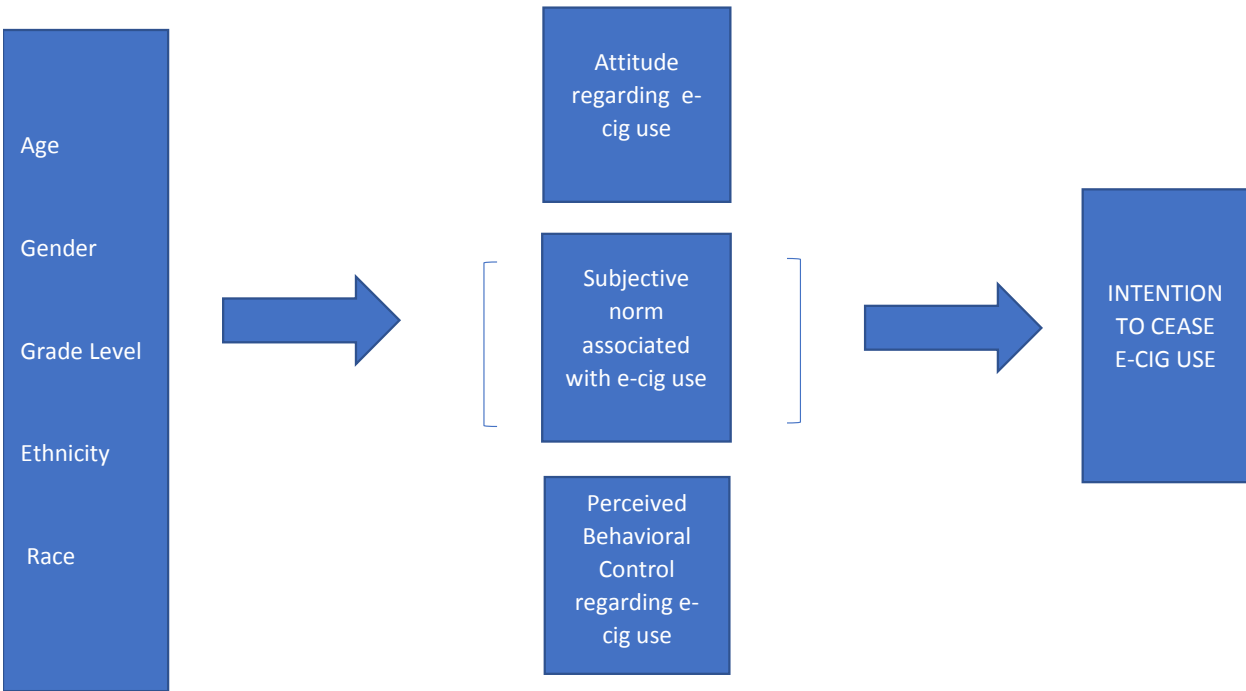 Age
Gender
Grade Level
Ethnicity
Race
Attitude
regarding e-
cig use
Subjective
norm
associated
with e-cig use
Perceived
Behavioral
Control
regarding e-
cig use
INTENTION
TO CEASE
E-CIG USE